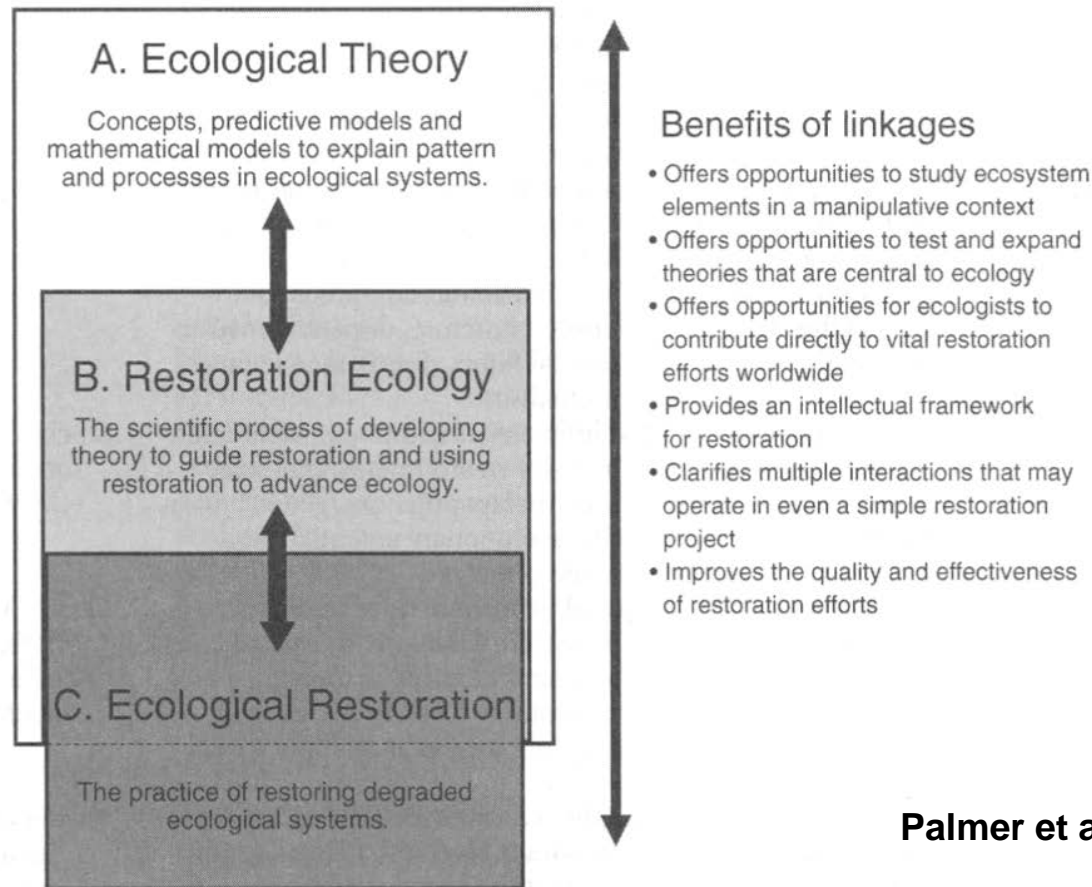 A. Ecological Theory
Concepts, predictive models and
mathematical models to explain pattern
and processes in ecological systems.
B. Restoration Ecology
The scientific process of developing
theory to guide restoration and using
restoration to advance ecology.
C. Ecological Restoration
The practice of restoring degraded
ecological systems.
Benefits of linkages
• Offers opportunities to study ecosystem
elements in a manipulative context
• Offers opportunities to test and expand
theories that are central to ecology
• Offers opportunities for ecologists to
contribute directly to vital restoration
efforts worldwide
• Provides an intellectual framework
for restoration
• Clarifies multiple interactions that may
operate in even a simple restoration
project
• Improves the quality and effectiveness
of restoration efforts
Palmer et a